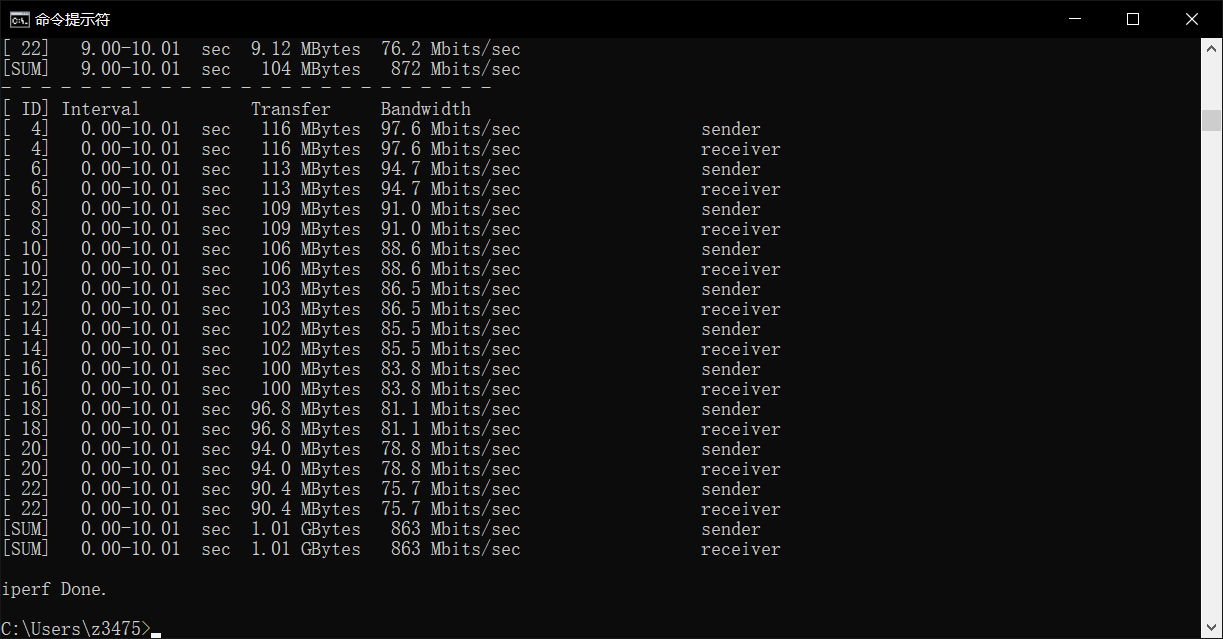 命令提示符
[ 22]   9.00-10.01  sec  9.12 MBytes  76.2 Mbits/sec
[SUM]   9.00-10.01  sec   104 MBytes   872 Mbits/sec
- - - - - - - - - - - - - - - - - - - - - - - - -
[ ID] Interval           Transfer     Bandwidth
[  4]   0.00-10.01  sec   116 MBytes  97.6 Mbits/sec                  sender
[  4]   0.00-10.01  sec   116 MBytes  97.6 Mbits/sec                  receiver
[  6]   0.00-10.01  sec   113 MBytes  94.7 Mbits/sec                  sender
[  6]   0.00-10.01  sec   113 MBytes  94.7 Mbits/sec                  receiver
[  8]   0.00-10.01  sec   109 MBytes  91.0 Mbits/sec                  sender
[  8]   0.00-10.01  sec   109 MBytes  91.0 Mbits/sec                  receiver
[ 10]   0.00-10.01  sec   106 MBytes  88.6 Mbits/sec                  sender
[ 10]   0.00-10.01  sec   106 MBytes  88.6 Mbits/sec                  receiver
[ 12]   0.00-10.01  sec   103 MBytes  86.5 Mbits/sec                  sender
[ 12]   0.00-10.01  sec   103 MBytes  86.5 Mbits/sec                  receiver
[ 14]   0.00-10.01  sec   102 MBytes  85.5 Mbits/sec                  sender
[ 14]   0.00-10.01  sec   102 MBytes  85.5 Mbits/sec                  receiver
[ 16]   0.00-10.01  sec   100 MBytes  83.8 Mbits/sec                  sender
[ 16]   0.00-10.01  sec   100 MBytes  83.8 Mbits/sec                  receiver
[ 18]   0.00-10.01  sec  96.8 MBytes  81.1 Mbits/sec                  sender
[ 18]   0.00-10.01  sec  96.8 MBytes  81.1 Mbits/sec                  receiver
[ 20]   0.00-10.01  sec  94.0 MBytes  78.8 Mbits/sec                  sender
[ 20]   0.00-10.01  sec  94.0 MBytes  78.8 Mbits/sec                  receiver
[ 22]   0.00-10.01  sec  90.4 MBytes  75.7 Mbits/sec                  sender
[ 22]   0.00-10.01  sec  90.4 MBytes  75.7 Mbits/sec                  receiver
[SUM]   0.00-10.01  sec  1.01 GBytes   863 Mbits/sec                  sender
[SUM]   0.00-10.01  sec  1.01 GBytes   863 Mbits/sec                  receiver
iperf Done.
C:\Users\z3475>